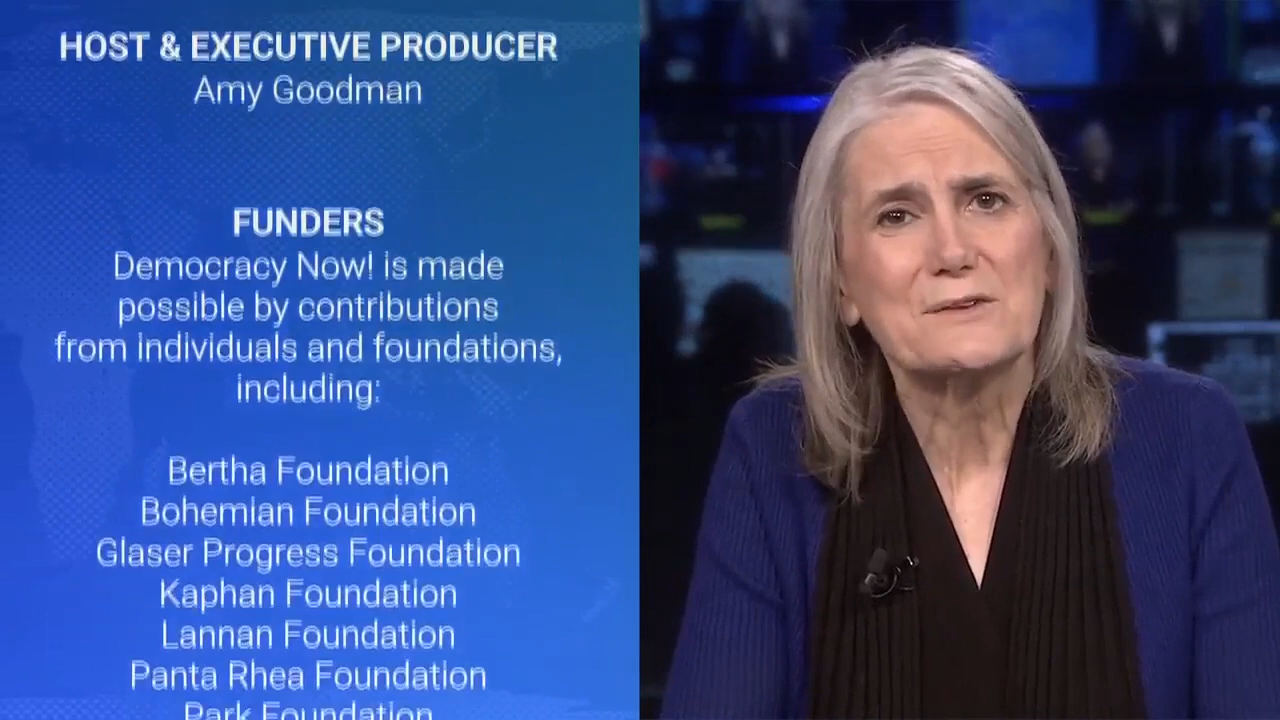 HOST & EXECUTIVE PRODUCER
Amy Goodman
FUNDERS
Democracy Now! is made
possible by contributions
from individuals and foundations,
including:
Bertha Foundation
Bohemian Foundation
Glaser Progress Foundation
Kaphan Foundation
Lannan Foundation
Panta Rhea Foundation
Park Foundation